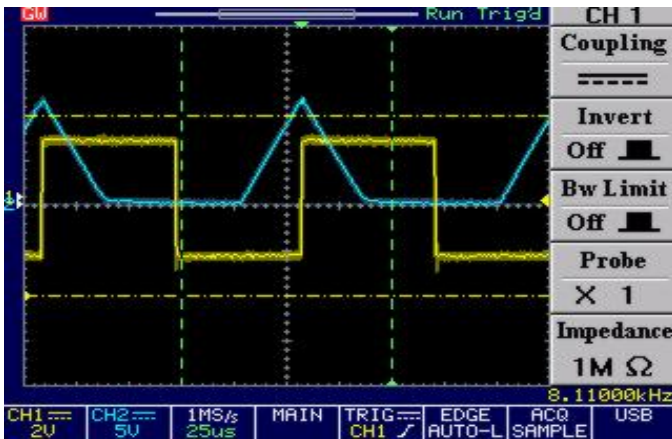 GW Run Trig'd CH 1
Coupling
Invert
Off
Bw Limit
Off
Probe
× 1
Impedance
1M Ω
8.11000kHz
CH1 CH2 1MS/s MAIN TRIG EDGE ACQ USB
2V 5V 25us CH1 AUTO-L SAMPLE
1